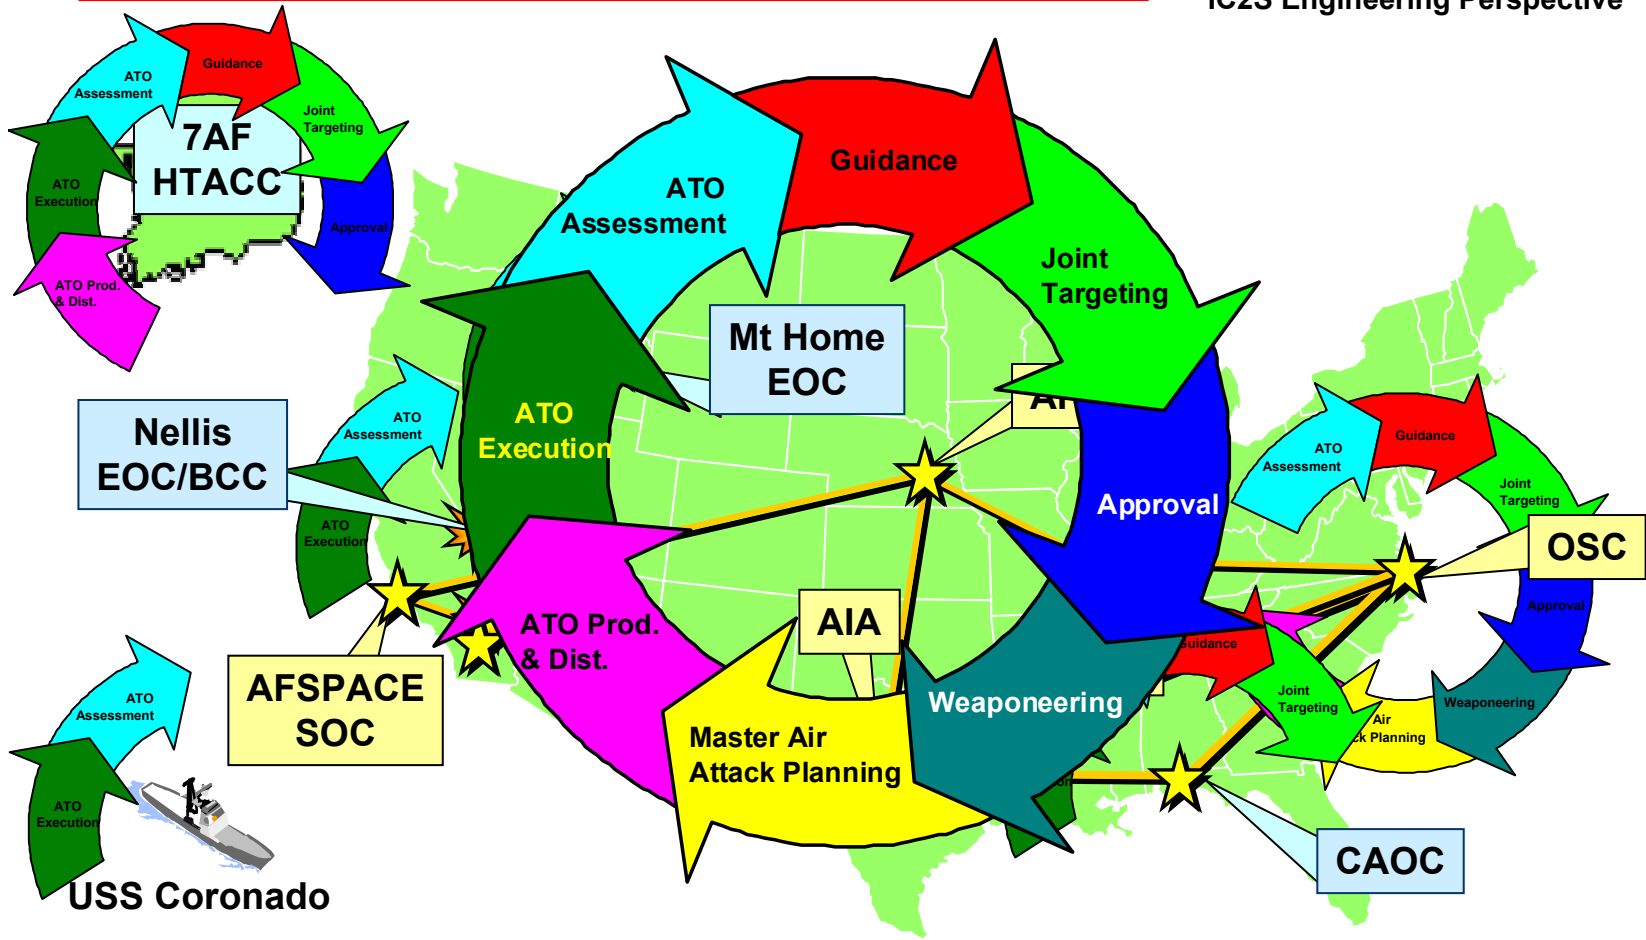 IC2S Engineering Perspective
Guidance
ATO
Assessment
Joint
Targeting
7AF
HTACC
ATO
Execution
Approval
ATO Prod.
& Dist.
Guidance
ATO
Assessment
Joint
Targeting
Mt Home
EOC
ATO
Execution
Approval
ATO Prod.
& Dist.
AIA
Weaponeering
Master Air
Attack Planning
Nellis
EOC/BCC
ATO
Assessment
ATO
Execution
AFSPACE
SOC
Guidance
ATO
Assessment
Joint
Targeting
OSC
Approval
Weaponeering
Air
Planning
Guidance
Joint
Targeting
CAOC
ATO
Assessment
ATO
Execution
USS Coronado